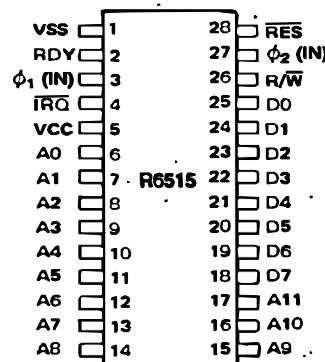 VSS 1 28 R̅E̅S̅
RDY 2 27 ϕ₂ (IN)
ϕ₁ (IN) 3 26 R/W̅
I̅R̅Q̅ 4 25 D0
VCC 5 24 D1
A0 6 23 D2
A1 7 R6515 22 D3
A2 8 21 D4
A3 9 20 D5
A4 10 19 D6
A5 11 18 D7
A6 12 17 A11
A7 13 16 A10
A8 14 15 A9